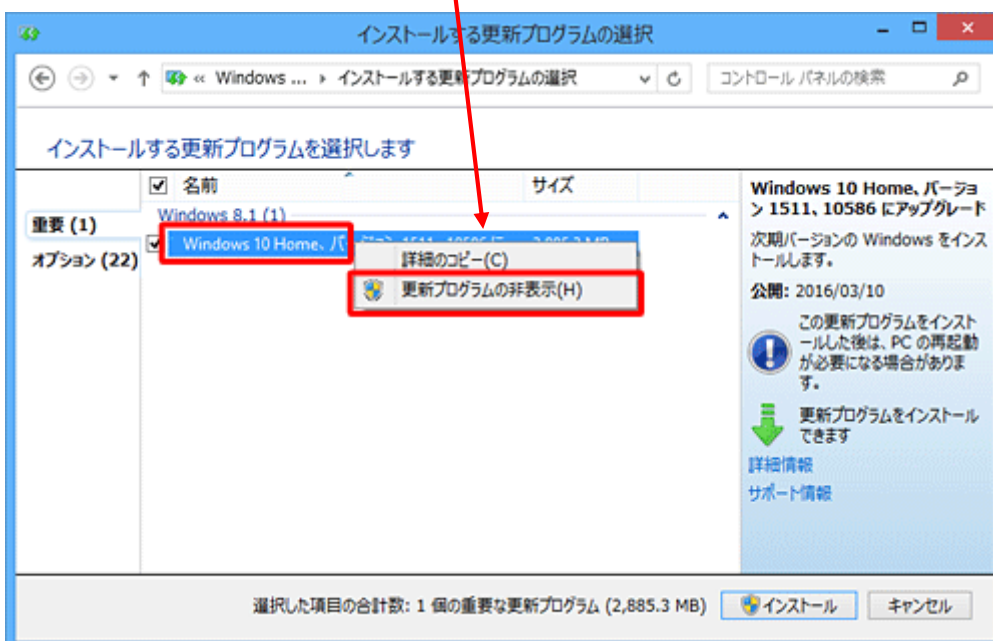 インストールする更新プログラムの選択
« Windows ... インストールする更新プログラムの選択
コントロール パネルの検索
インストールする更新プログラムを選択します
名前 サイズ
重要 (1)
オプション (22)
Windows 8.1 (1)
Windows 10 Home、バージョン 1511、10586 に 2,885.3 MB
詳細のコピー(C)
更新プログラムの非表示(H)
Windows 10 Home、バージョ
ン 1511、10586 にアップグレード
次期バージョンの Windows をインス
トールします。
公開: 2016/03/10
この更新プログラムをインスト
ールした後は、PC の再起動
が必要になる場合がありま
す。
更新プログラムをインストール
できます
詳細情報
サポート情報
選択した項目の合計数: 1 個の重要な更新プログラム (2,885.3 MB)
インストール
キャンセル